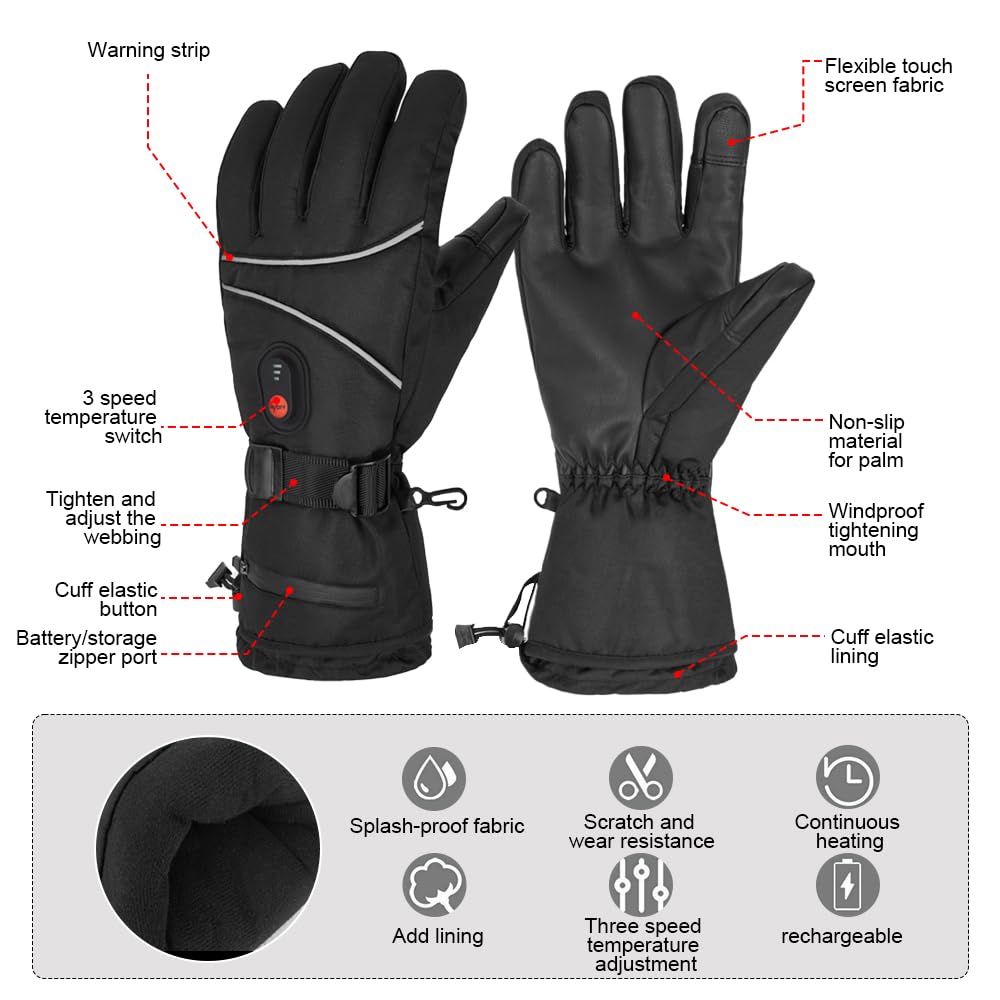 Warning strip
Flexible touch
screen fabric
3 speed
temperature
switch
Non-slip
material
for palm
Tighten and
adjust the
webbing
Windproof
tightening
mouth
Cuff elastic
button
Battery/storage
zipper port
Cuff elastic
lining
Splash-proof fabric
Scratch and
wear resistance
Continuous
heating
Add lining
Three speed
temperature
adjustment
rechargeable